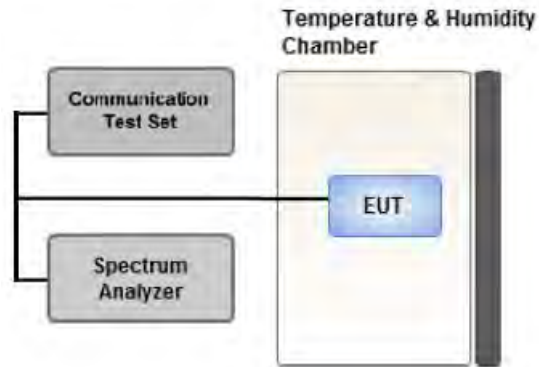 Temperature & Humidity
Chamber
Communication
Test Set
EUT
Spectrum
Analyzer